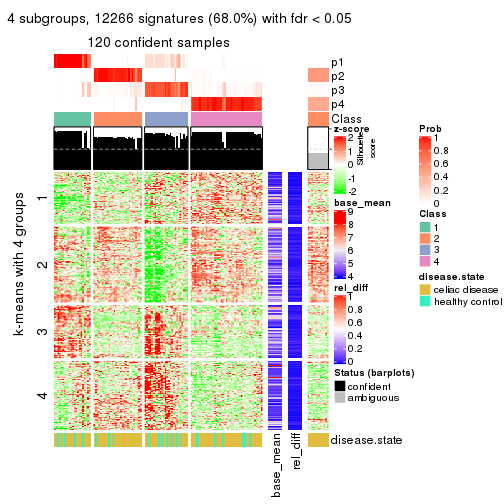 4 subgroups, 12266 signatures (68.0%) with fdr < 0.05
120 confident samples
p1
p2
p3
p4
Class
z-score
2
1
0
-1
-2
Silhouette score
base_mean
9
8
7
6
5
4
rel_diff
1
0.8
0.6
0.4
0.2
0
Status (barplots)
confident
ambiguous
Prob
1
0.8
0.6
0.4
0.2
0
Class
1
2
3
4
disease.state
celiac disease
healthy control
k-means with 4 groups
1
2
3
4
base_mean
rel_diff
disease.state